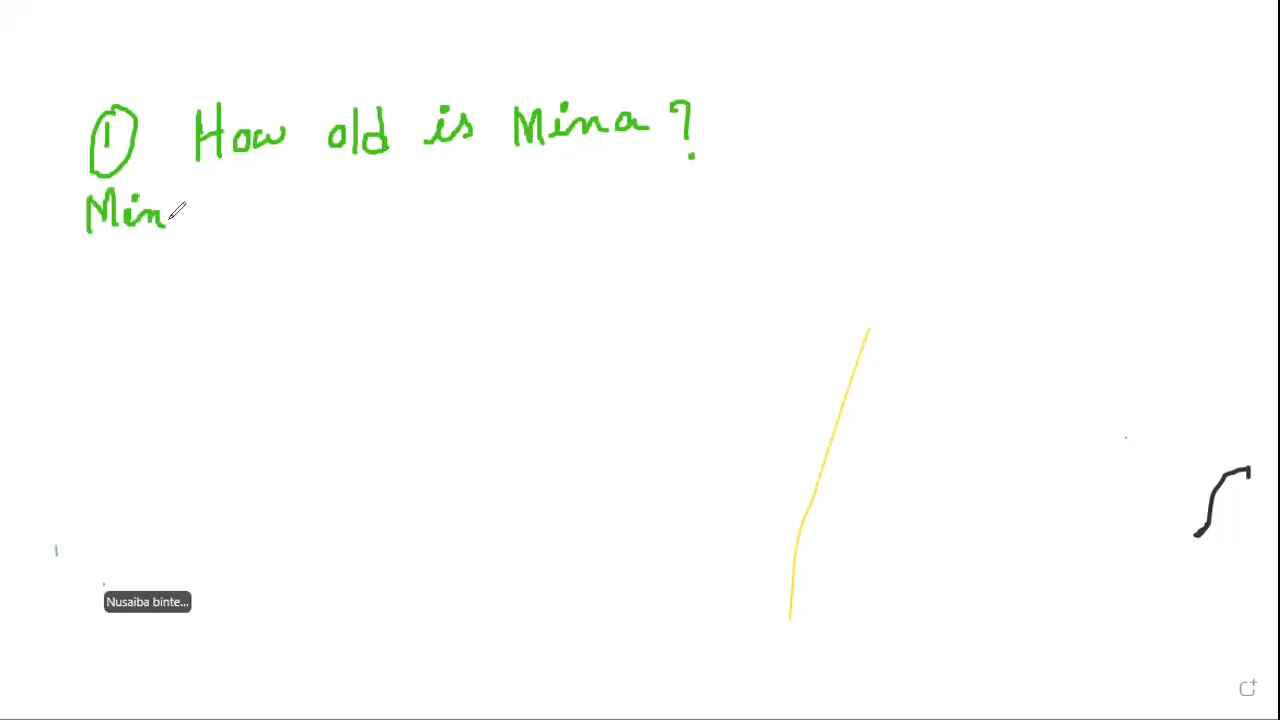 ① How old is Mina?
Min
Nusaiba binte...